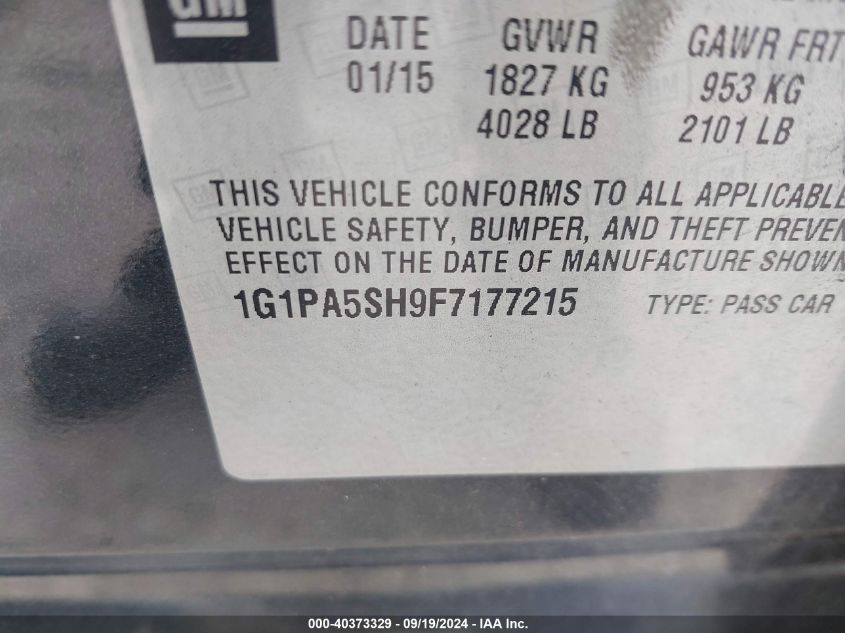 GM
DATE GVWR GAWR FRT
01/15 1827 KG 953 KG
4028 LB 2101 LB
THIS VEHICLE CONFORMS TO ALL APPLICABLE
VEHICLE SAFETY, BUMPER, AND THEFT PREVEN
EFFECT ON THE DATE OF MANUFACTURE SHOWN
1G1PA5SH9F7177215 TYPE: PASS CAR
000-40373329 - 09/19/2024 - IAA Inc.